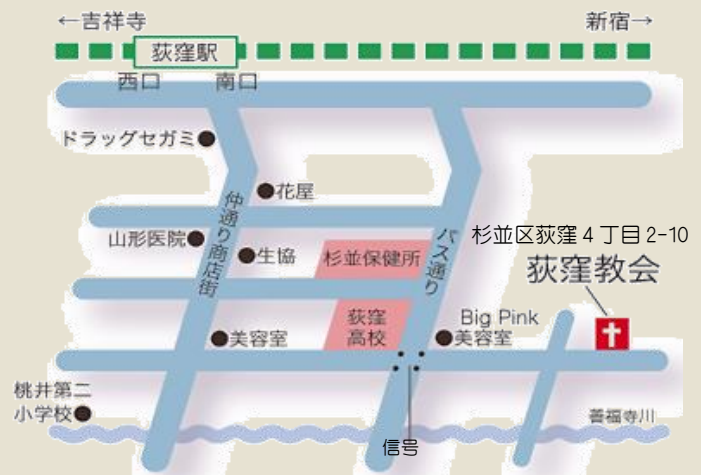 ←吉祥寺
新宿→
荻窪駅
西口
南口
ドラッグセガミ
花屋
仲通り商店街
山形医院
生協
杉並保健所
バス通り
杉並区荻窪4丁目2-10
荻窪教会
美容室
荻窪
高校
Big Pink
美容室
桃井第二
小学校
善福寺川
信号